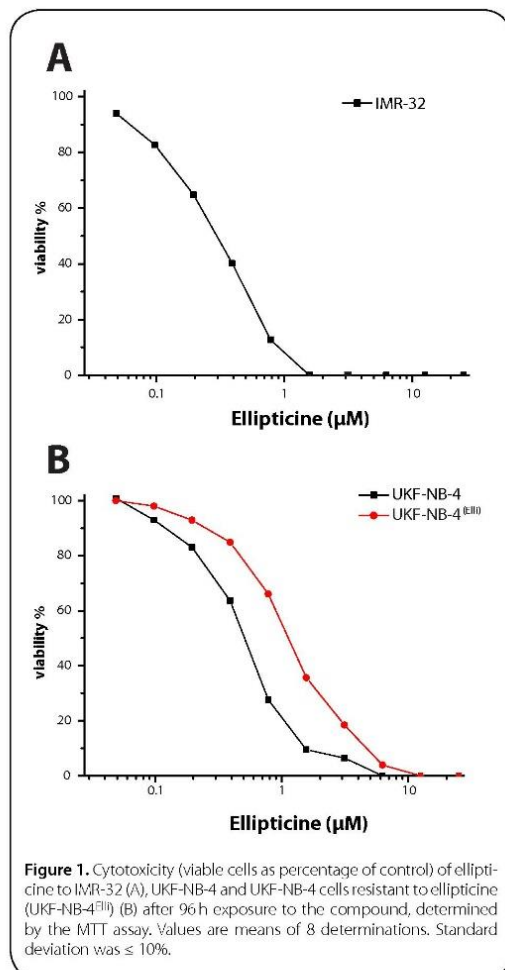 A
IMR-32
100
80
60
40
20
0
viability %
0.1 1 10
Ellipticine (µM)
B
UKF-NB-4
UKF-NB-4(Elli)
100
80
60
40
20
0
viability %
0.1 1 10
Ellipticine (µM)
Figure 1. Cytotoxicity (viable cells as percentage of control) of ellipti-
cine to IMR-32 (A), UKF-NB-4 and UKF-NB-4 cells resistant to ellipticine
(UKF-NB-4Elli) (B) after 96 h exposure to the compound, determined
by the MTT assay. Values are means of 8 determinations. Standard
deviation was ≤ 10%.